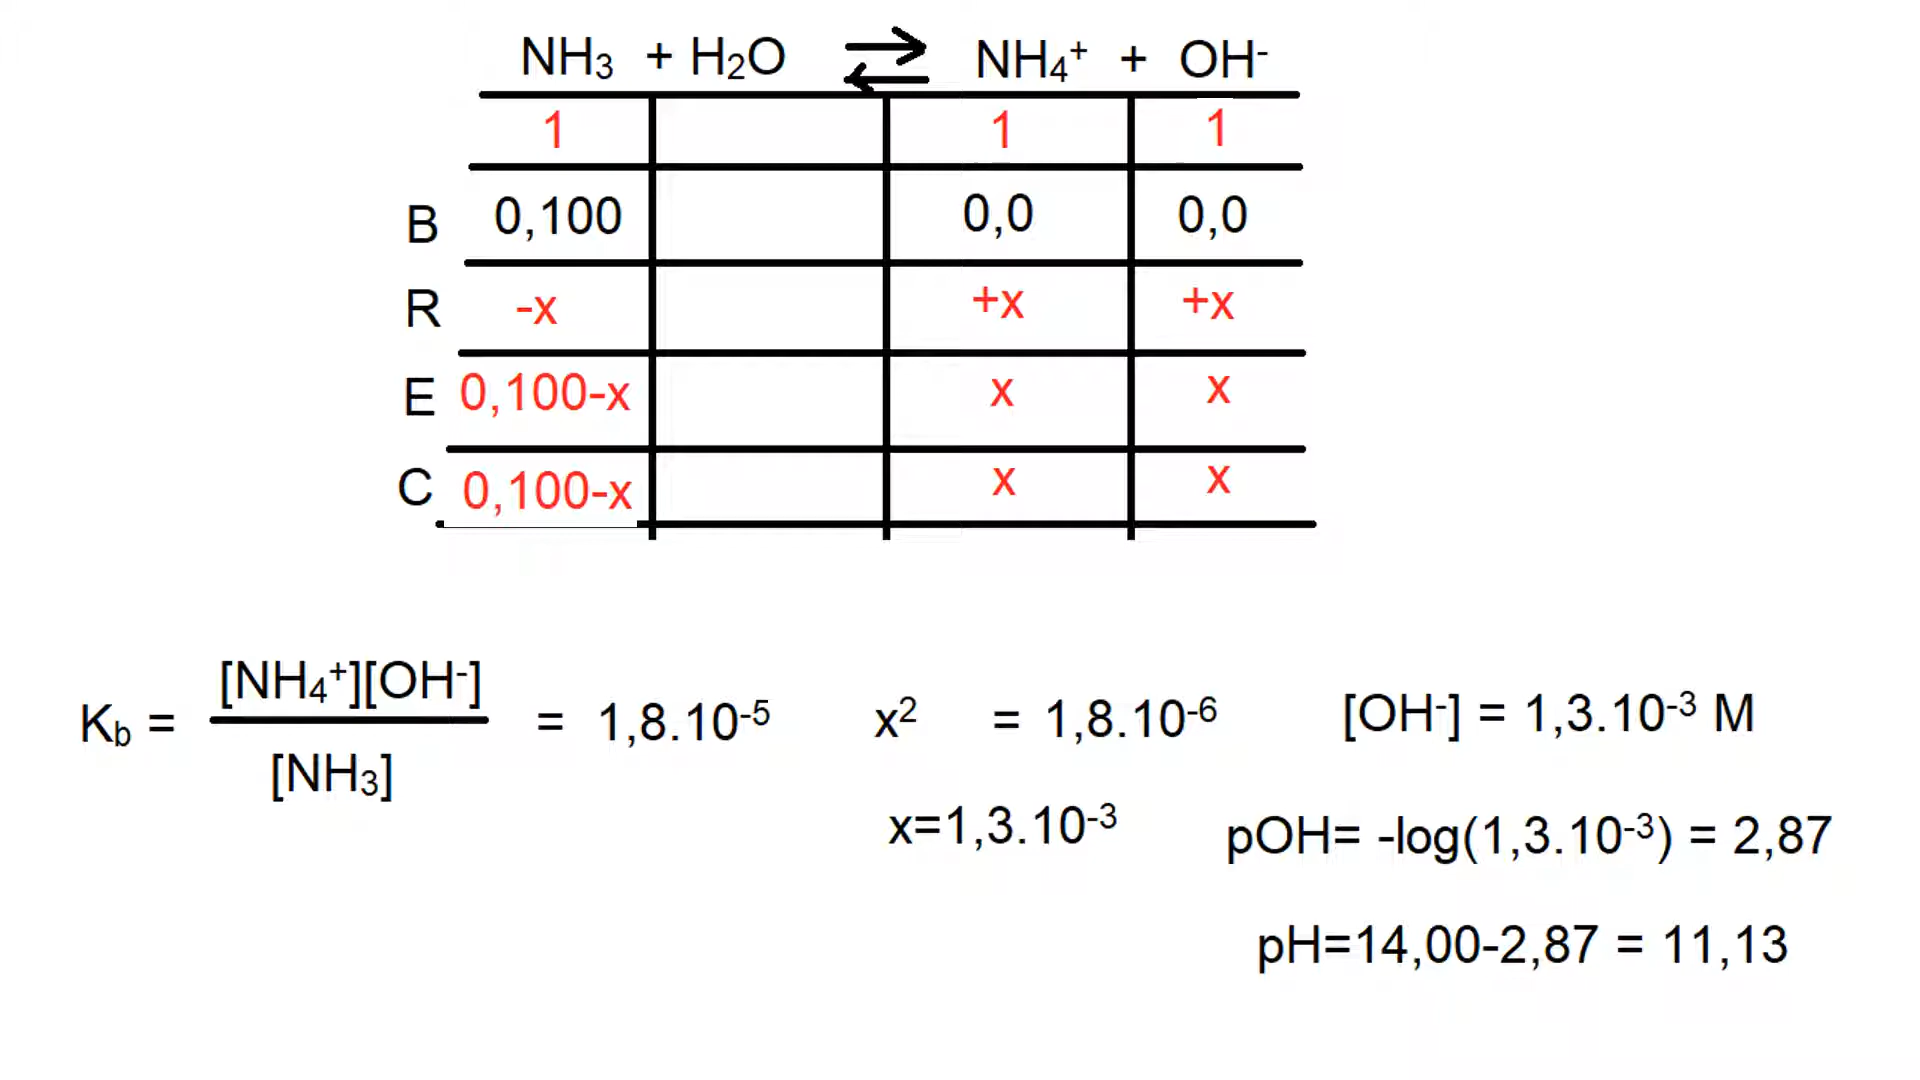 NH₃ + H₂O ⇄ NH₄⁺ + OH⁻
1 1 1
B 0,100 0,0 0,0
R -x +x +x
E 0,100-x x x
C 0,100-x x x
K_b = [NH₄⁺][OH⁻] / [NH₃] = 1,8.10⁻⁵
x² = 1,8.10⁻⁶
x=1,3.10⁻³
[OH⁻] = 1,3.10⁻³ M
pOH= -log(1,3.10⁻³) = 2,87
pH=14,00-2,87 = 11,13